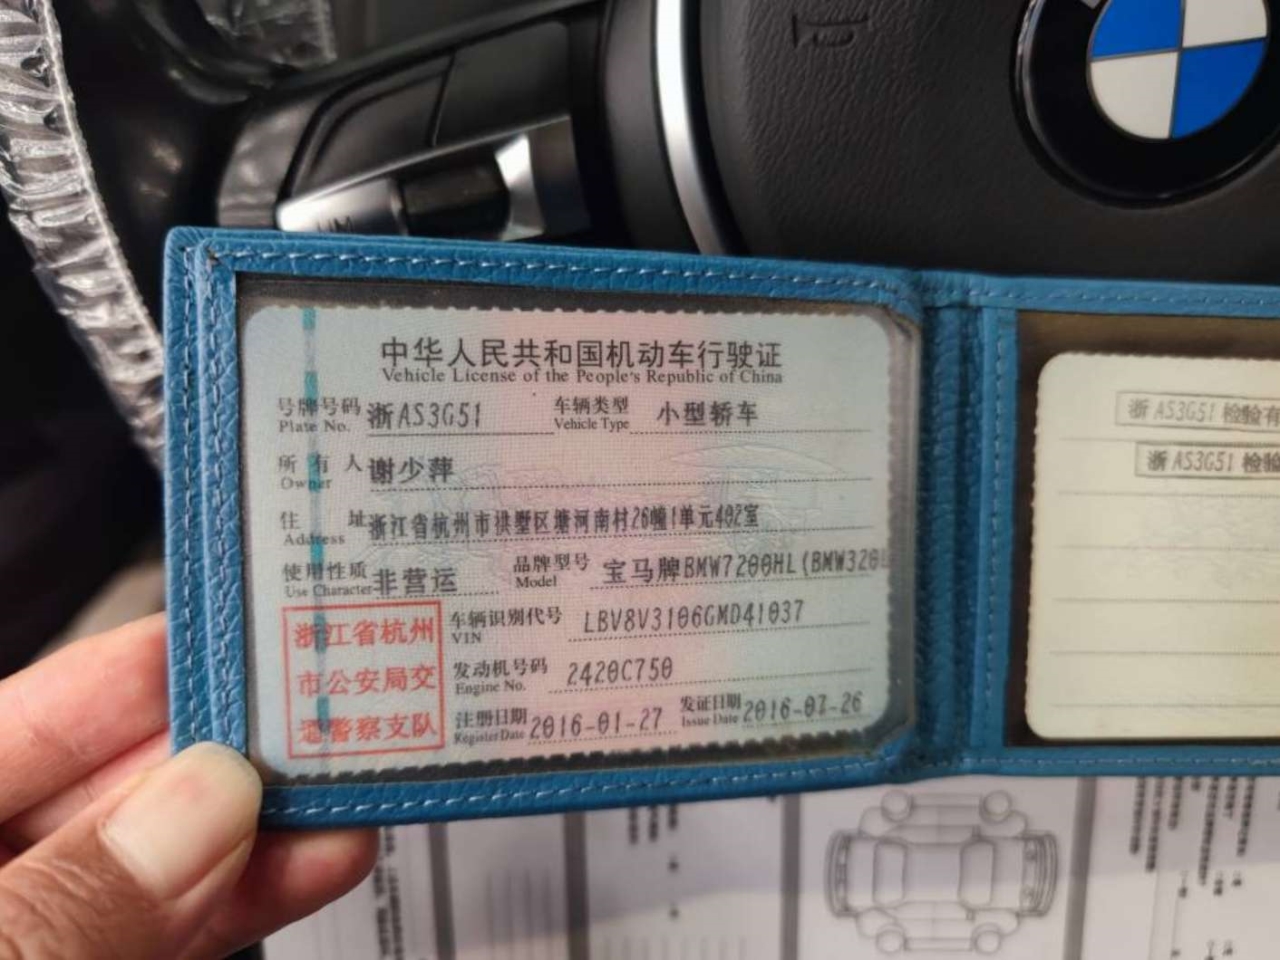 中华人民共和国机动车行驶证
Vehicle License of the People's Republic of China
号牌号码 浙AS3G51 车辆类型 小型轿车
Plate No. Vehicle Type
所有人 谢少萍
Owner
住址 浙江省杭州市拱墅区塘河南村26幢1单元402室
Address
使用性质 非营运 品牌型号 宝马牌BMW7200HL(BMW320L
Use Character Model
浙江省杭州市公安局交通警察支队
车辆识别代号 LBV8V3106GMD41037
VIN
发动机号码 2420C750
Engine No.
注册日期 2016-01-27 发证日期 2016-07-26
Register Date Issue Date
浙AS3G51 检验有
浙AS3G51 检验